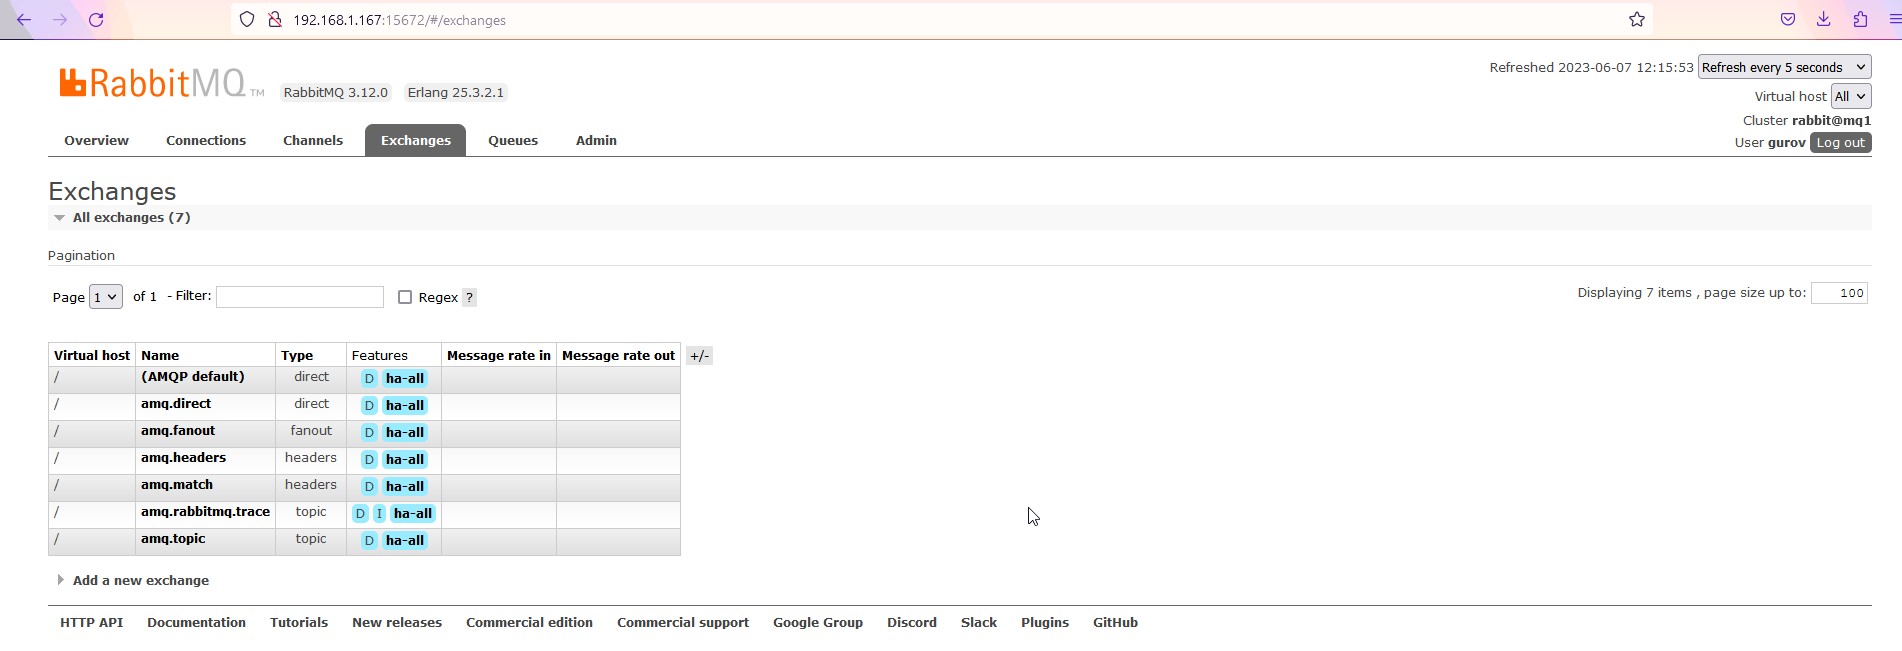 192.168.1.167:15672/#/exchanges
RabbitMQ TM RabbitMQ 3.12.0 Erlang 25.3.2.1
Refreshed 2023-06-07 12:15:53 Refresh every 5 seconds
Virtual host All
Cluster rabbit@mq1
User gurov Log out
Overview Connections Channels Exchanges Queues Admin
Exchanges
All exchanges (7)
Pagination
Page 1 of 1 - Filter: Regex ? Displaying 7 items , page size up to: 100
Virtual host Name Type Features Message rate in Message rate out +/-
/ (AMQP default) direct D ha-all
/ amq.direct direct D ha-all
/ amq.fanout fanout D ha-all
/ amq.headers headers D ha-all
/ amq.match headers D ha-all
/ amq.rabbitmq.trace topic D I ha-all
/ amq.topic topic D ha-all
Add a new exchange
HTTP API Documentation Tutorials New releases Commercial edition Commercial support Google Group Discord Slack Plugins GitHub